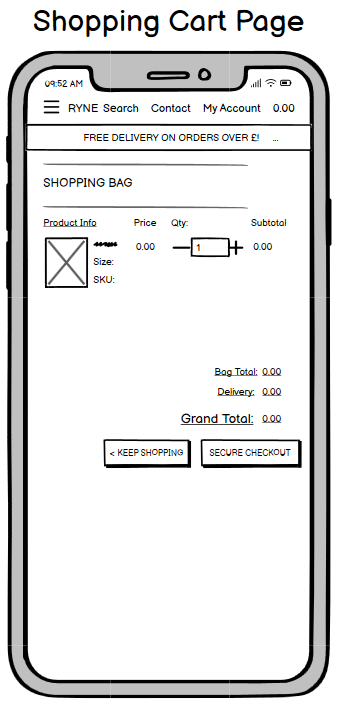 Shopping Cart Page
09:52 AM
RYNE Search Contact My Account 0.00
FREE DELIVERY ON ORDERS OVER £! ...
SHOPPING BAG
Product Info Price Qty: Subtotal
0.00 1 0.00
Size:
SKU:
Bag Total: 0.00
Delivery: 0.00
Grand Total: 0.00
< KEEP SHOPPING SECURE CHECKOUT